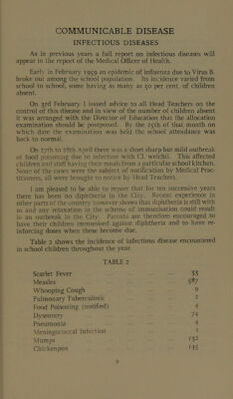 COMMUNICABLE DISEASE
INFECTIOUS DISEASES
As in previous years a full report on infectious diseases will
appear in the report of the Medical Officer of Health.
Early in February 1959 an epidemic of influenza due to Virus B.
broke out among the school population. Its incidence varied from
school to school, some having as many as 50 per cent. of children
absent.
On 3rd February I issued advice to all Head Teachers on the
control of this disease and in view of the number of children absent
it was arranged with the Director of Education that the allocation
examination should be postponed. By the 25th of that month on
which date the examination was held the school attendance was
back to normal.
On 17th to 18th April there was a short sharp but mild outbreak
of food poisoning due to infection with Cl. welchii. This affected
children and staff having their meals from a particular school kitchen.
None of the cases were the subject of notification by Medical Prac-
titioners, all were brought to notice by Head Teachers.
I am pleased to be able to report that for ten successive years
there has been no diphtheria in the City. Recent experience in
other parts of the country however shows that diphtheria is still with
us and any relaxation in the scheme of immunisation could result
in an outbreak in the City. Parents are therefore encouraged to
have their children immunised against diphtheria and to have re-
inforcing doses when these become due.
Table 2 shows the incidence of infectious disease encountered
in school children throughout the year.
TABLE 2
Scarlet Fever 55
Measles 587
Whooping Cough 9
Pulmonary Tuberculosis
Food Poisoning (notified)
Dysentery 74
Pneumonia 4
Meningococcal Infection 1
Mumps 132
Chickenpox 145
9